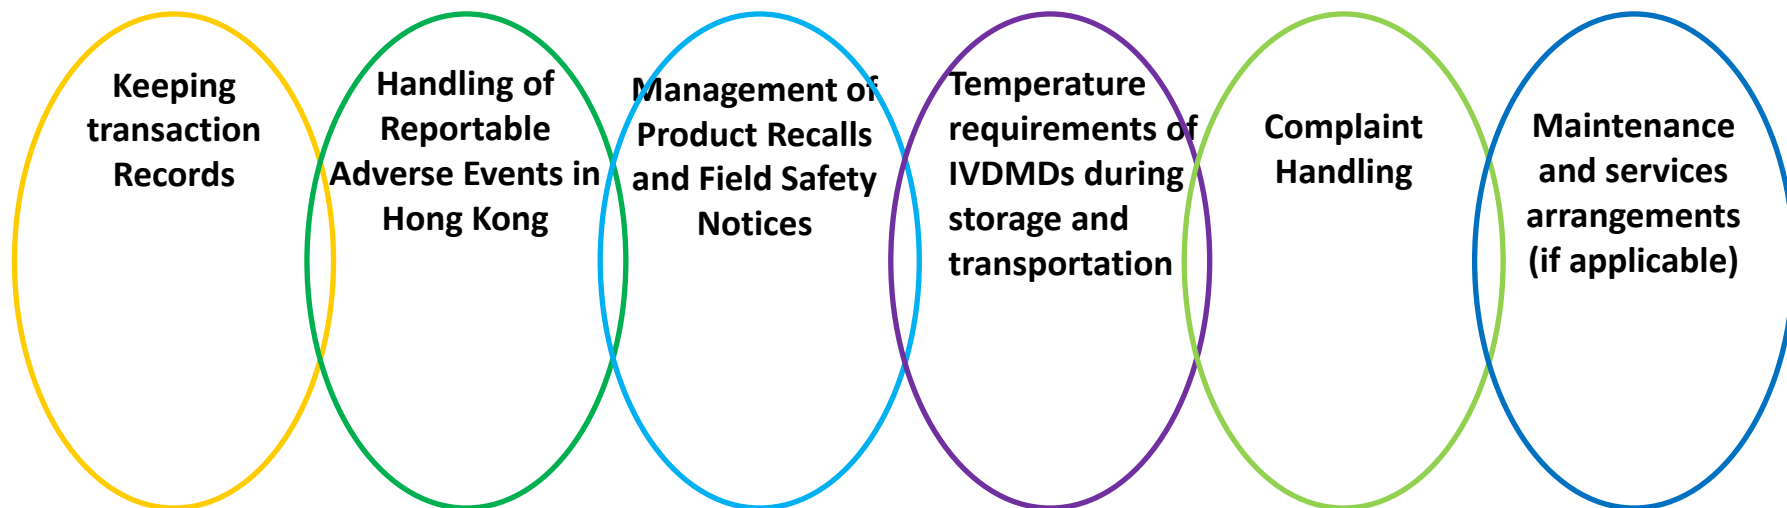 Keeping
transaction
Records
Handling of
Reportable
Adverse Events in
Hong Kong
Management of
Product Recalls
and Field Safety
Notices
Temperature
requirements of
IVDMDs during
storage and
transportation
Complaint
Handling
Maintenance
and services
arrangements
(if applicable)